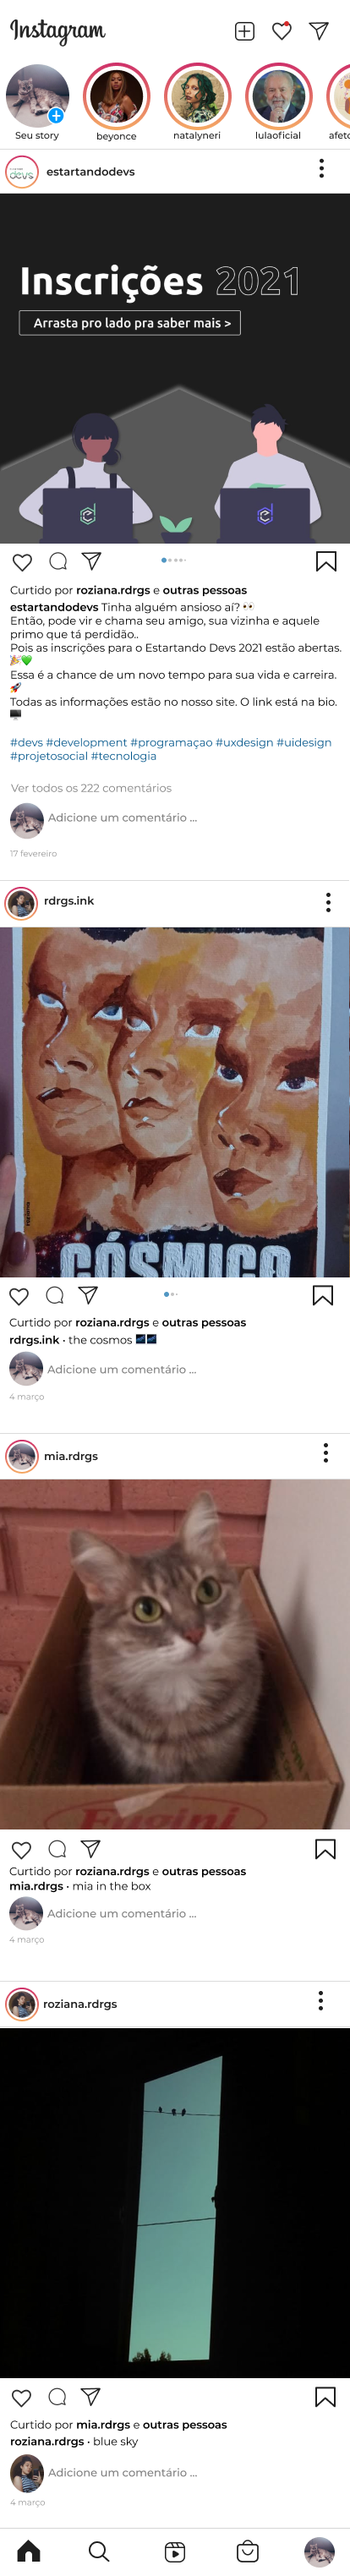 Instagram
Seu story
beyonce
natalyneri
lulaoficial
afeto
estartandodevs
Inscrições 2021
Arrasta pro lado pra saber mais >
Curtido por roziana.rdrgs e outras pessoas
estartandodevs Tinha alguém ansioso aí? 👀
Então, pode vir e chama seu amigo, sua vizinha e aquele
primo que tá perdidão..
Pois as inscrições para o Estartando Devs 2021 estão abertas.
🎉💚
Essa é a chance de um novo tempo para sua vida e carreira.
🚀
Todas as informações estão no nosso site. O link está na bio.
🖥️
#devs #development #programaçao #uxdesign #uidesign
#projetosocial #tecnologia
Ver todos os 222 comentários
Adicione um comentário ...
17 fevereiro
rdrgs.ink
CÓSMICO
Curtido por roziana.rdrgs e outras pessoas
rdrgs.ink • the cosmos 🌌🌌
Adicione um comentário ...
4 março
mia.rdrgs
Curtido por roziana.rdrgs e outras pessoas
mia.rdrgs • mia in the box
Adicione um comentário ...
4 março
roziana.rdrgs
Curtido por mia.rdrgs e outras pessoas
roziana.rdrgs • blue sky
Adicione um comentário ...
4 março